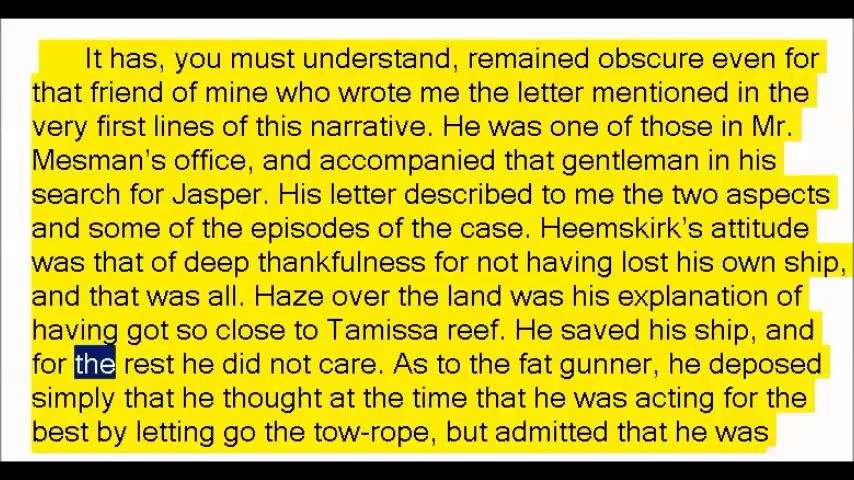 It has, you must understand, remained obscure even for
that friend of mine who wrote me the letter mentioned in the
very first lines of this narrative. He was one of those in Mr.
Mesman's office, and accompanied that gentleman in his
search for Jasper. His letter described to me the two aspects
and some of the episodes of the case. Heemskirk's attitude
was that of deep thankfulness for not having lost his own ship,
and that was all. Haze over the land was his explanation of
having got so close to Tamissa reef. He saved his ship, and
for the rest he did not care. As to the fat gunner, he deposed
simply that he thought at the time that he was acting for the
best by letting go the tow-rope, but admitted that he was